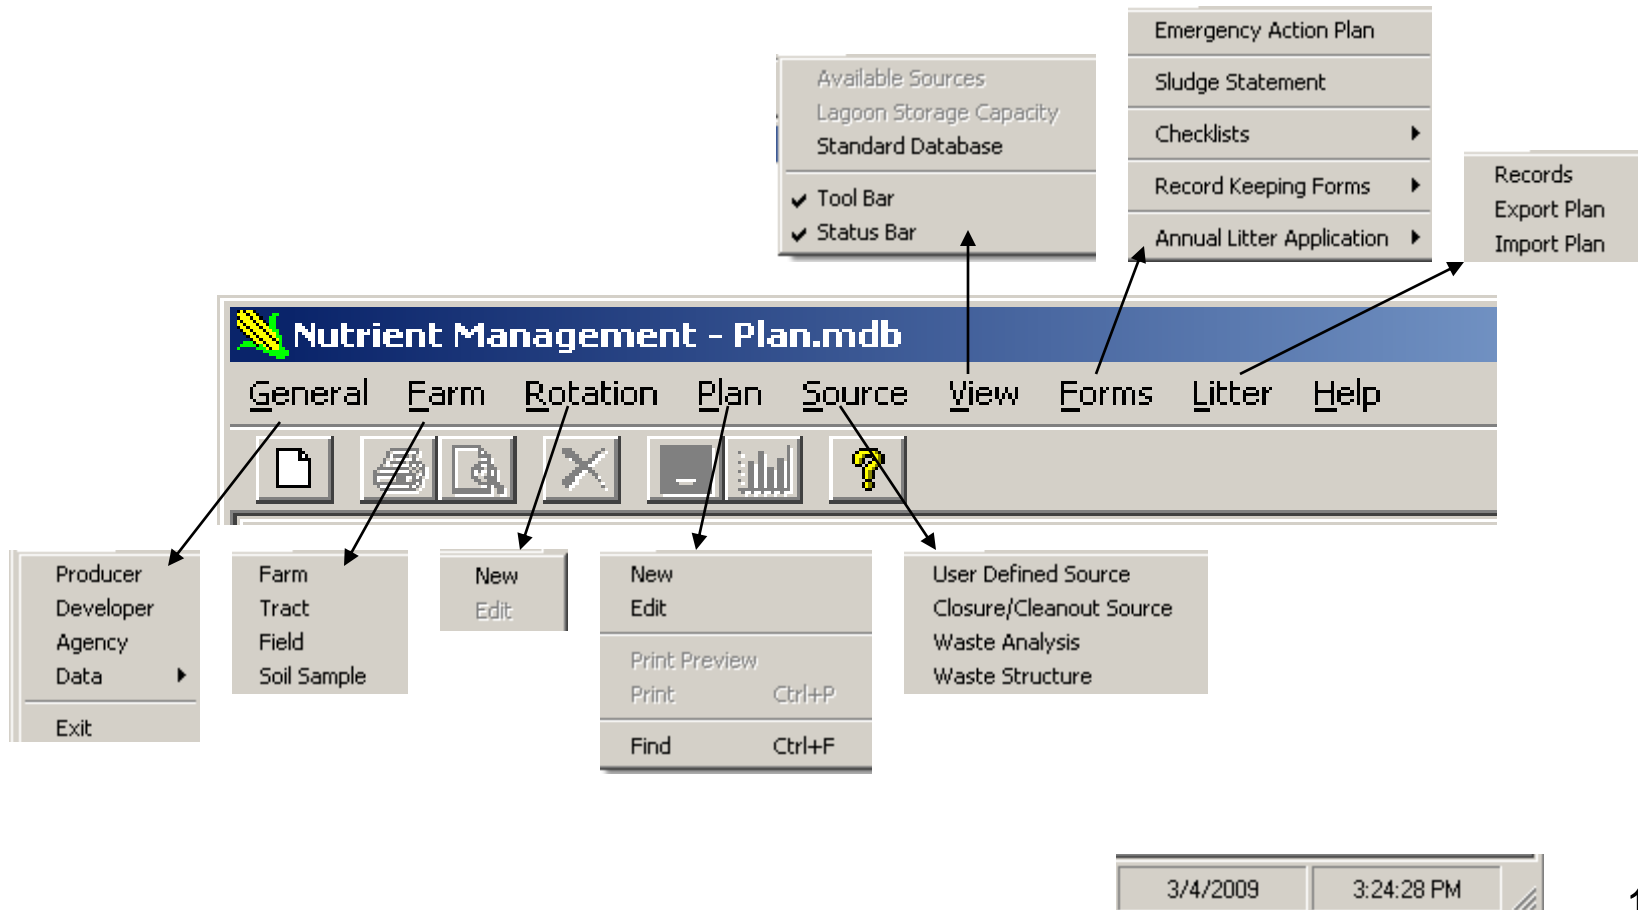 Emergency Action Plan
Sludge Statement
Checklists
Record Keeping Forms
Annual Litter Application
Available Sources
Lagoon Storage Capacity
Standard Database
Tool Bar
Status Bar
Records
Export Plan
Import Plan
Nutrient Management - Plan.mdb
General Farm Rotation Plan Source View Forms Litter Help
Producer
Developer
Agency
Data
Exit
Farm
Tract
Field
Soil Sample
New
Edit
New
Edit
Print Preview
Print Ctrl+P
Find Ctrl+F
User Defined Source
Closure/Cleanout Source
Waste Analysis
Waste Structure
3/4/2009 3:24:28 PM